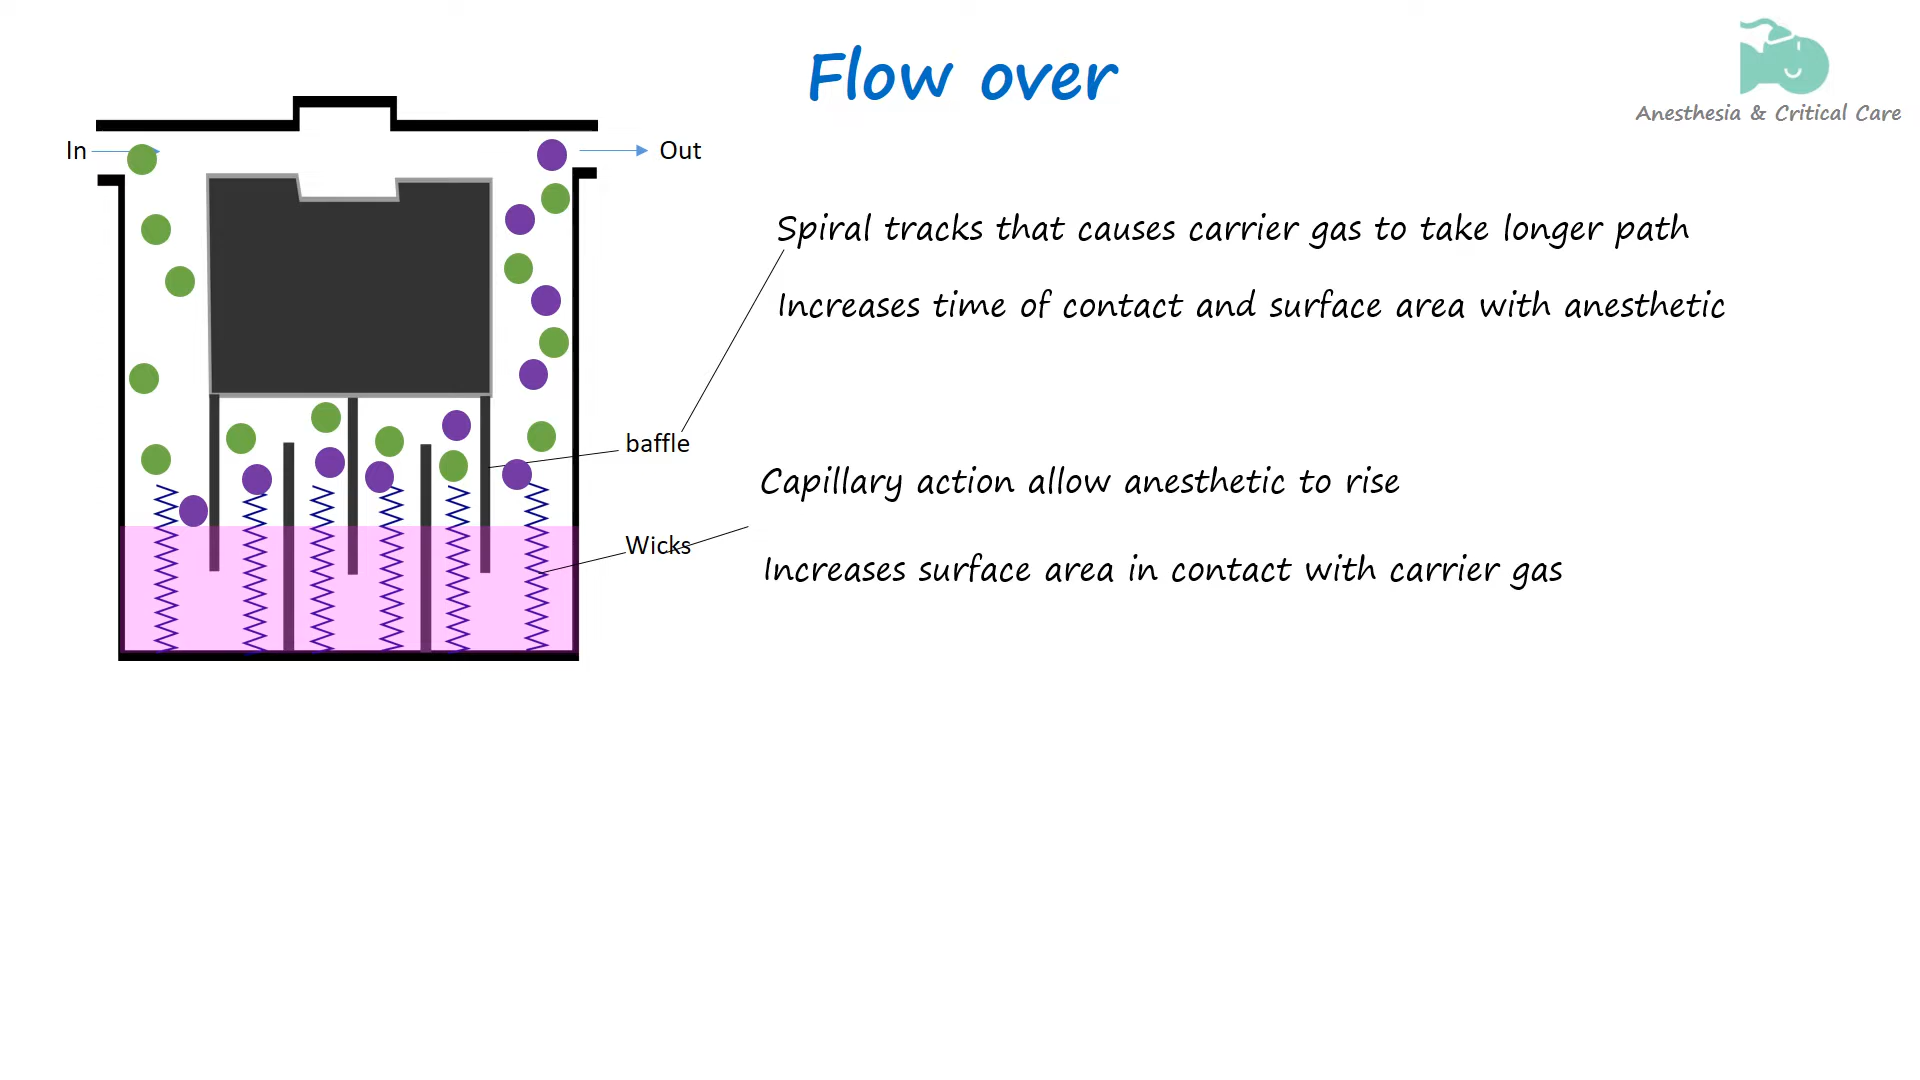 Flow over
Anesthesia & Critical Care
In
Out
Spiral tracks that causes carrier gas to take longer path
Increases time of contact and surface area with anesthetic
baffle
Capillary action allow anesthetic to rise
Wicks
Increases surface area in contact with carrier gas